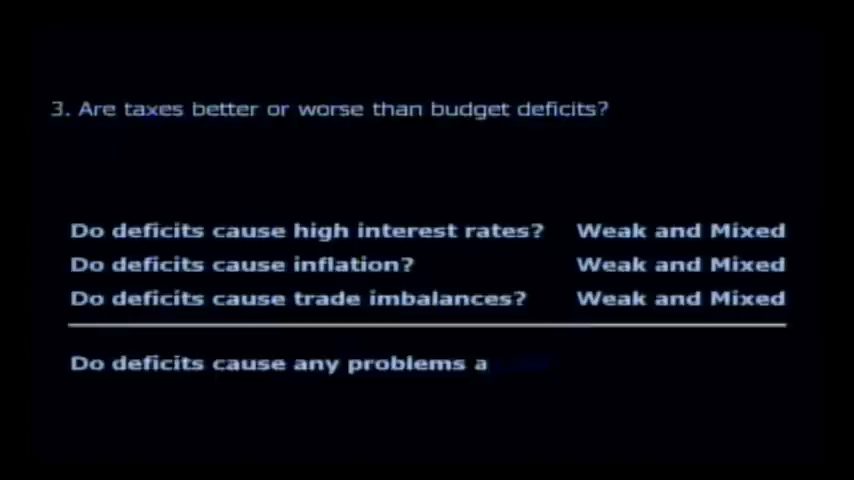 3. Are taxes better or worse than budget deficits?
Do deficits cause high interest rates? Weak and Mixed
Do deficits cause inflation? Weak and Mixed
Do deficits cause trade imbalances? Weak and Mixed
Do deficits cause any problems a